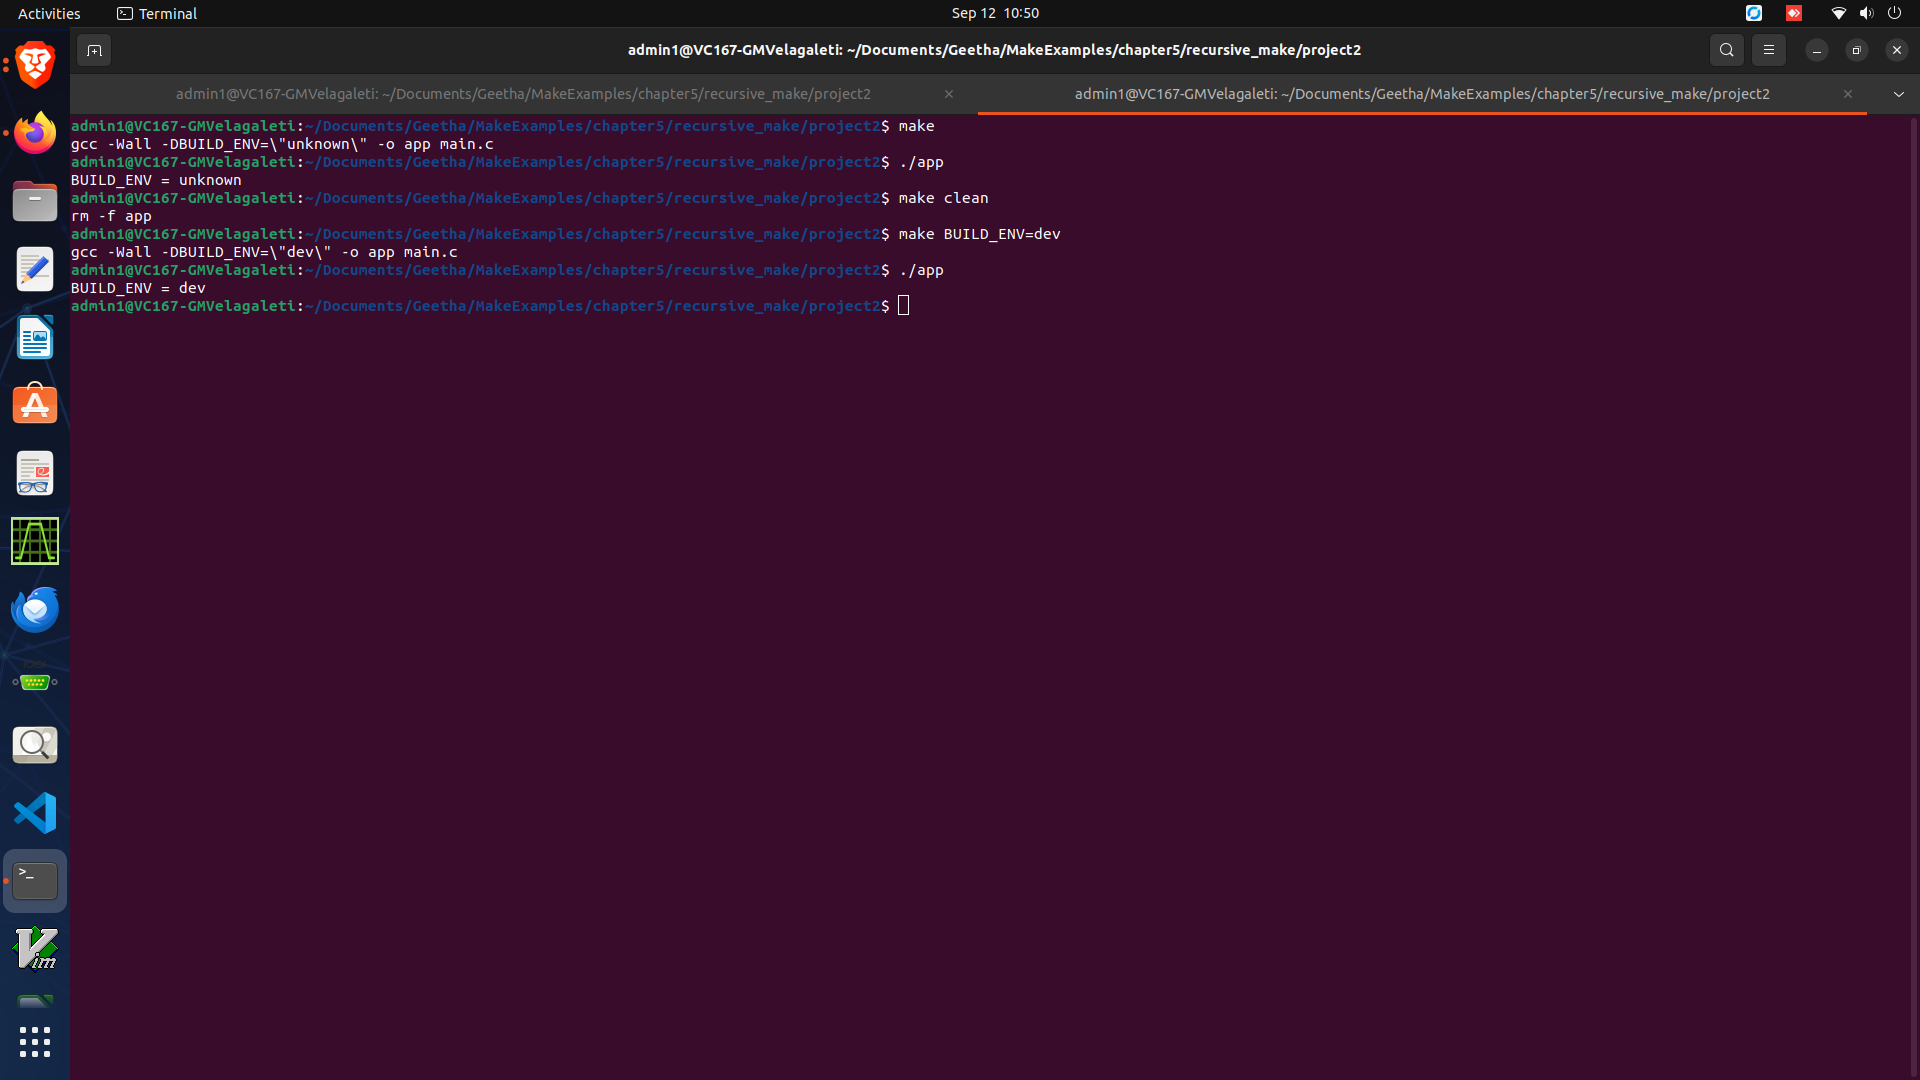 Activities
Terminal
Sep 12 10:50
admin1@VC167-GMVelagaleti: ~/Documents/Geetha/MakeExamples/chapter5/recursive_make/project2
admin1@VC167-GMVelagaleti: ~/Documents/Geetha/MakeExamples/chapter5/recursive_make/project2
admin1@VC167-GMVelagaleti: ~/Documents/Geetha/MakeExamples/chapter5/recursive_make/project2
admin1@VC167-GMVelagaleti:~/Documents/Geetha/MakeExamples/chapter5/recursive_make/project2$ make
gcc -Wall -DBUILD_ENV=\"unknown\" -o app main.c
admin1@VC167-GMVelagaleti:~/Documents/Geetha/MakeExamples/chapter5/recursive_make/project2$ ./app
BUILD_ENV = unknown
admin1@VC167-GMVelagaleti:~/Documents/Geetha/MakeExamples/chapter5/recursive_make/project2$ make clean
rm -f app
admin1@VC167-GMVelagaleti:~/Documents/Geetha/MakeExamples/chapter5/recursive_make/project2$ make BUILD_ENV=dev
gcc -Wall -DBUILD_ENV=\"dev\" -o app main.c
admin1@VC167-GMVelagaleti:~/Documents/Geetha/MakeExamples/chapter5/recursive_make/project2$ ./app
BUILD_ENV = dev
admin1@VC167-GMVelagaleti:~/Documents/Geetha/MakeExamples/chapter5/recursive_make/project2$
>_
Vim